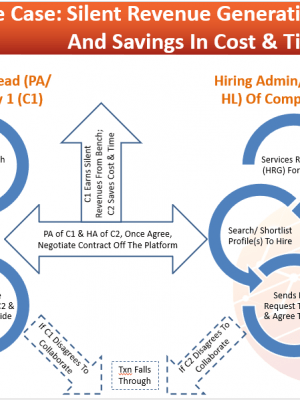 e Case: Silent Revenue Generati
And Savings In Cost & Ti
ead (PA/
y 1 (C1)
Hiring Admin/
HL) Of Comp
C1 Earns Silent
Revenues From Bench;
C2 Saves Cost & Time
Services R
(HRG) For
PA of C1 & HA of C2, Once Agree,
Negotiate Contract Off The Platform
Search/ Shortlist
Profile(s) To Hire
C2 &
ide
Sends
Request T
& Agree T
If C1 Disagrees To
Collaborate
If C2 Disagrees To
Collaborate
Txn Falls
Through